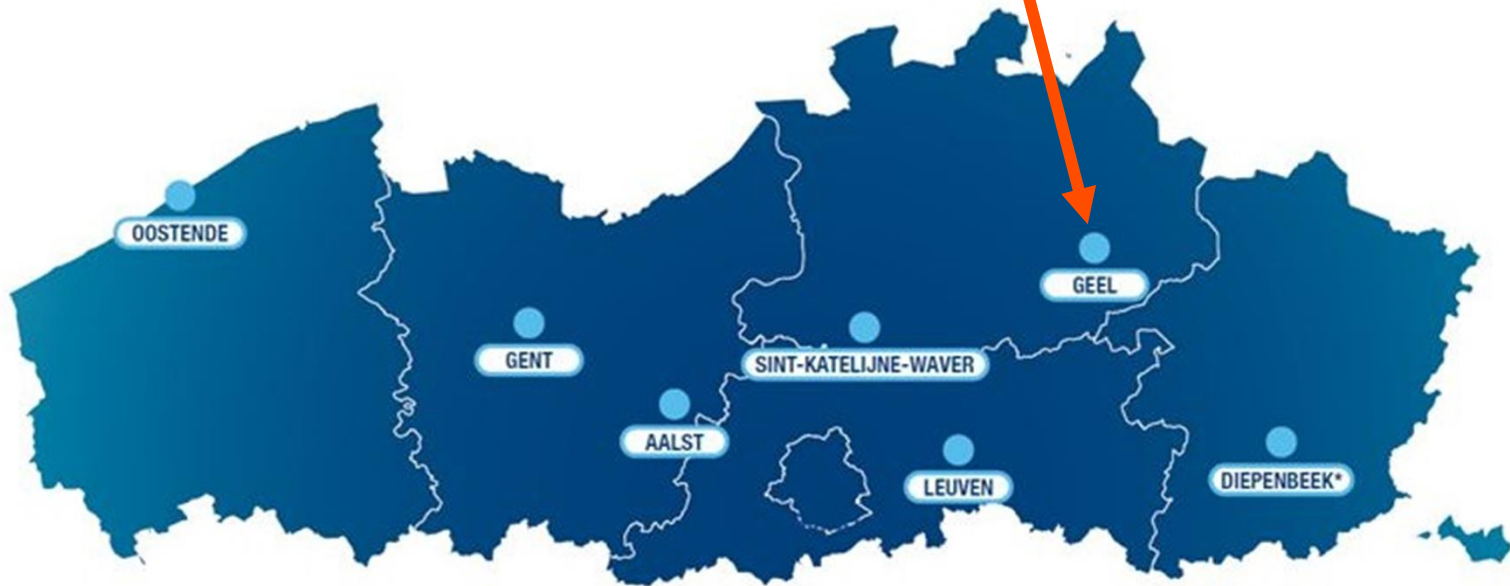 OOSTENDE
GEEL
GENT
SINT-KATELIJNE-WAVER
AALST
LEUVEN
DIEPENBEEK*